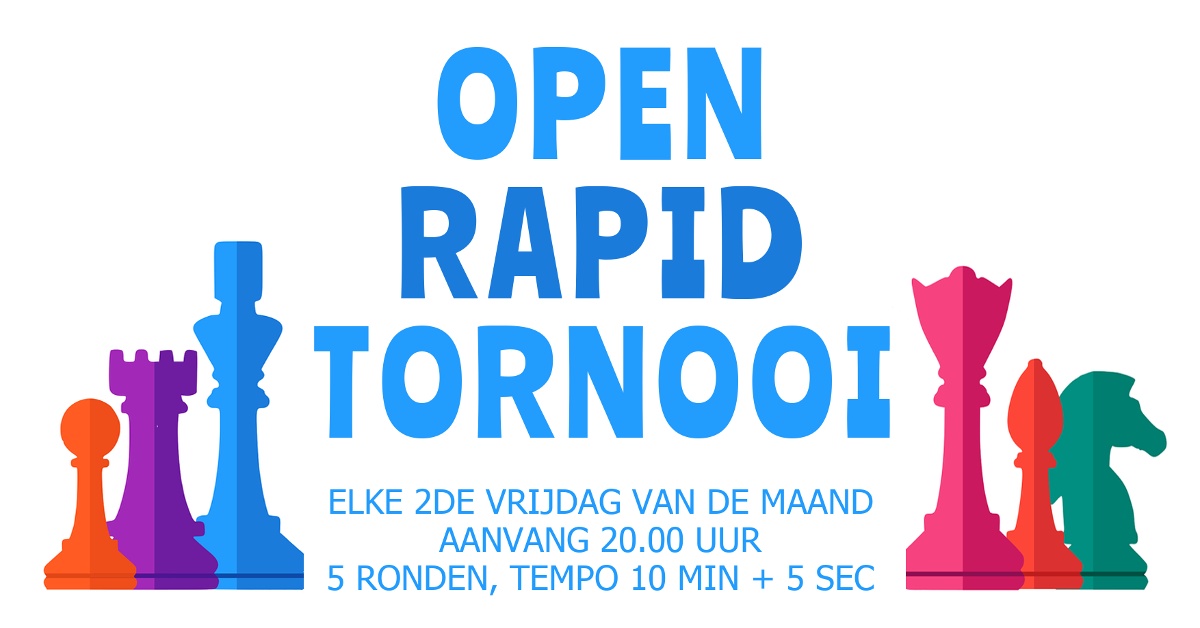 OPEN
RAPID
TORNOOI
ELKE 2DE VRIJDAG VAN DE MAAND
AANVANG 20.00 UUR
5 RONDEN, TEMPO 10 MIN + 5 SEC